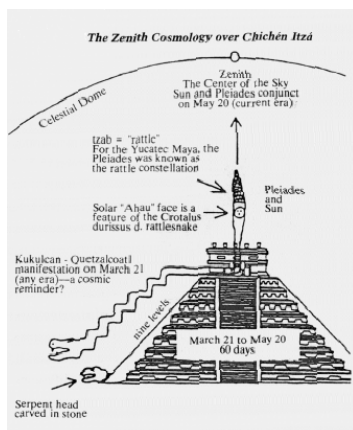 The Zenith Cosmology over Chichén Itzá
Celestial Dome
Zenith
The Center of the Sky
Sun and Pleiades conjunct
on May 20 (current era)
tzab = "rattle"
For the Yucatec Maya, the
Pleiades was known as
the rattle constellation
Pleiades
and
Sun
Solar "Ahau" face is a
feature of the Crotalus
durissus d. rattlesnake
Kukulcan - Quetzalcoatl
manifestation on March 21
(any era)—a cosmic
reminder?
nine levels
March 21 to May 20
60 days
Serpent head
carved in stone